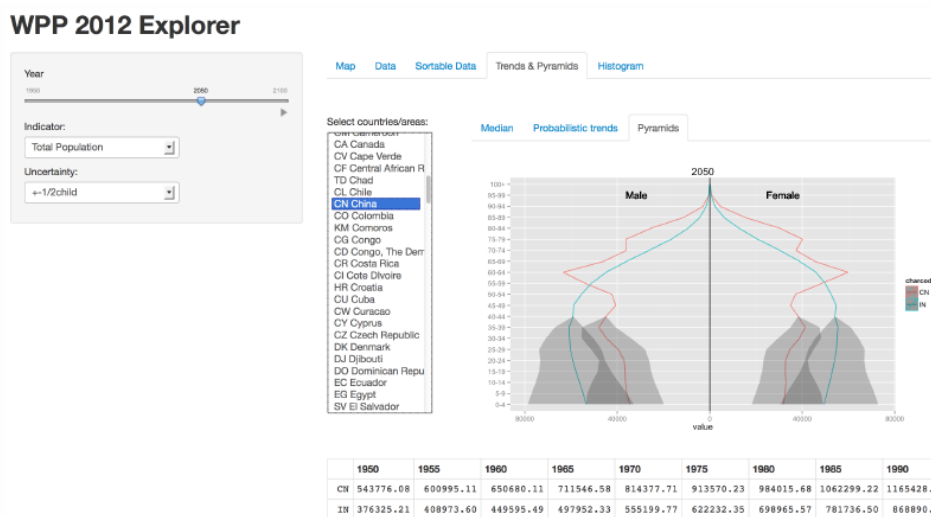 WPP 2012 Explorer
Year
1950 2050 2100
Indicator:
Total Population
Uncertainty:
+-1/2child
Map Data Sortable Data Trends & Pyramids Histogram
Select countries/areas:
CM Cameroon
CA Canada
CV Cape Verde
CF Central African R
TD Chad
CL Chile
CN China
CO Colombia
KM Comoros
CG Congo
CD Congo, The Dem
CR Costa Rica
CI Cote DIvoire
HR Croatia
CU Cuba
CW Curacao
CY Cyprus
CZ Czech Republic
DK Denmark
DJ Djibouti
DO Dominican Repu
EC Ecuador
EG Egypt
SV El Salvador
Median Probabilistic trends Pyramids
2050
Male Female
100+
95-99
90-94
85-89
80-84
75-79
70-74
65-69
60-64
55-59
50-54
45-49
40-44
35-39
30-34
25-29
20-24
15-19
10-14
5-9
0-4
80000 40000 0 40000 80000
value
charcod
CN
IN
1950 1955 1960 1965 1970 1975 1980 1985 1990
CN 543776.08 600995.11 650680.11 711546.58 814377.71 913570.23 984015.68 1062299.22 1165428.
IN 376325.21 408973.60 449595.49 497952.33 555199.77 622232.35 698965.57 781736.50 868890.